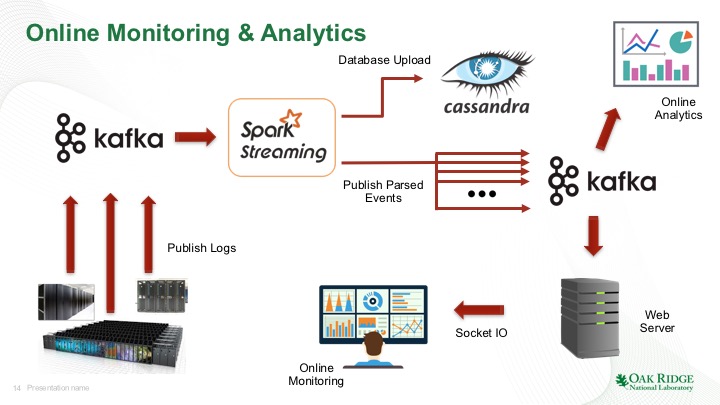 Online Monitoring & Analytics
Database Upload
cassandra
Online
Analytics
kafka
Spark
Streaming
Publish Parsed
Events
kafka
Publish Logs
Socket IO
Web
Server
Online
Monitoring
14 Presentation name
OAK RIDGE
National Laboratory